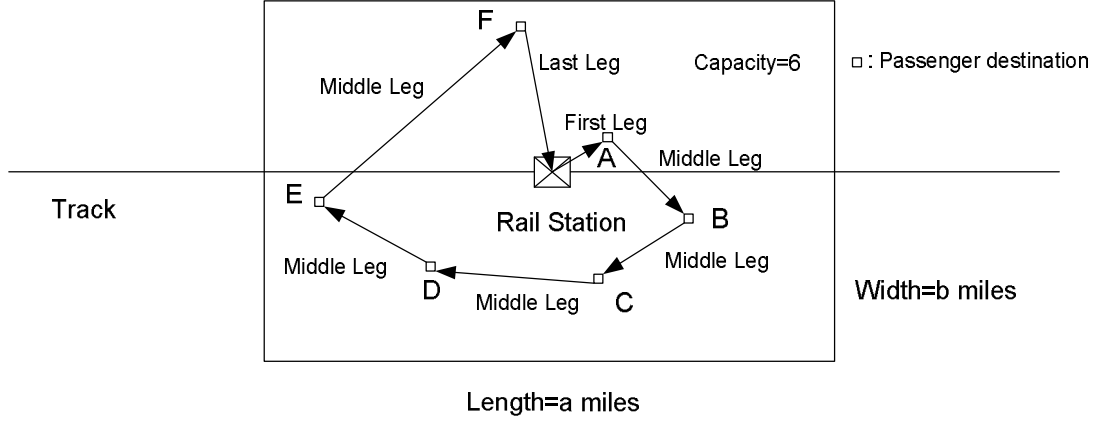 F
Last Leg
Capacity=6
: Passenger destination
Middle Leg
First Leg
A
Middle Leg
E
Track
Rail Station
B
Middle Leg
D
Middle Leg
Middle Leg
C
Width=b miles
Length=a miles